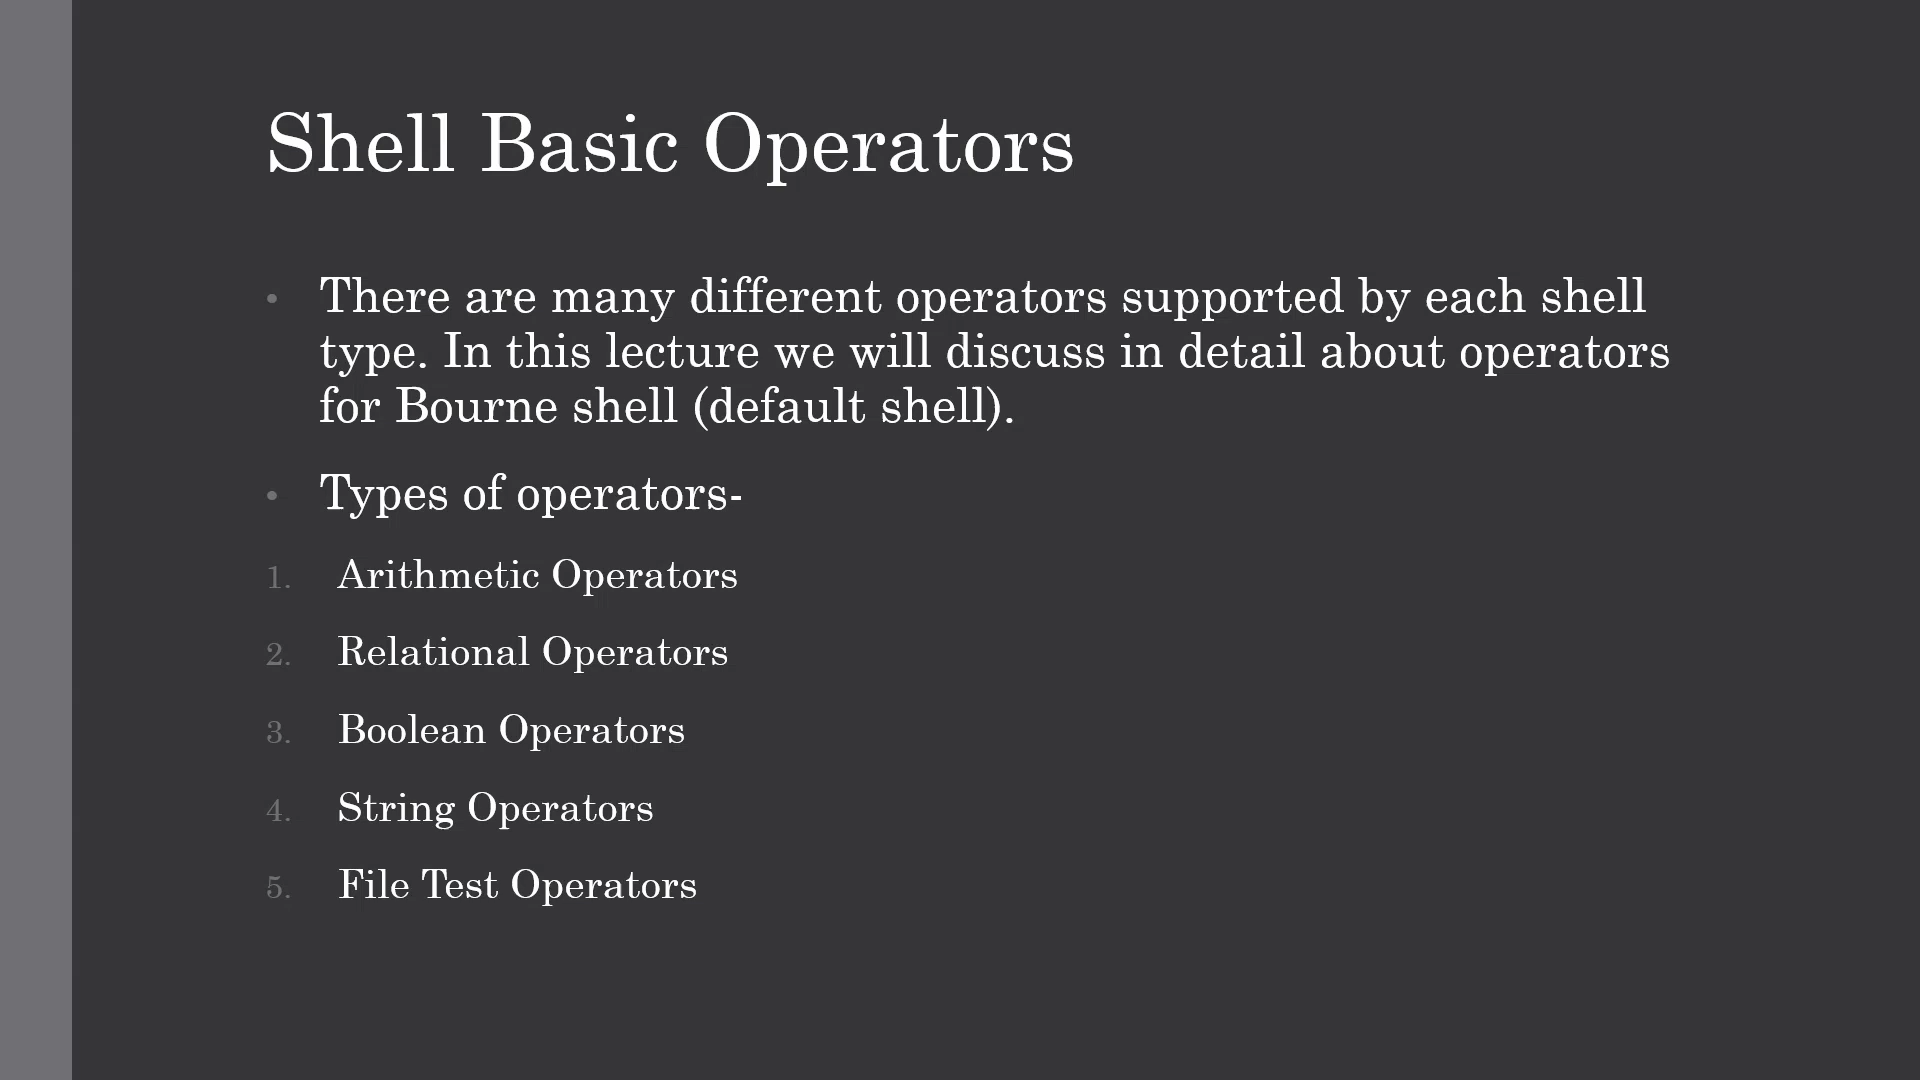 Shell Basic Operators
• There are many different operators supported by each shell
type. In this lecture we will discuss in detail about operators
for Bourne shell (default shell).
• Types of operators-
1. Arithmetic Operators
2. Relational Operators
3. Boolean Operators
4. String Operators
5. File Test Operators